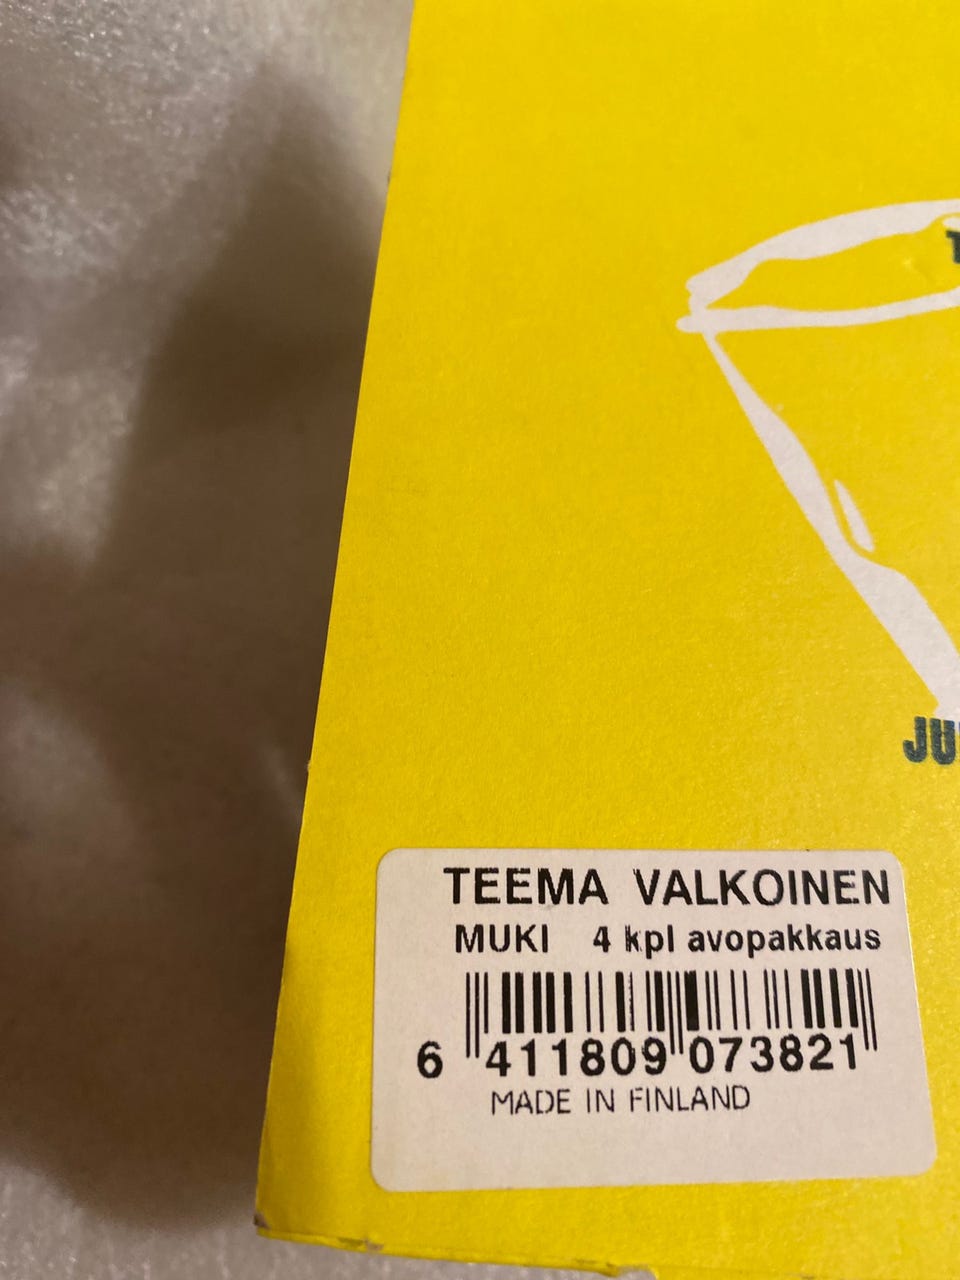 TEEMA VALKOINEN
MUKI 4 kpl avopakkaus
6 411809 073821
MADE IN FINLAND